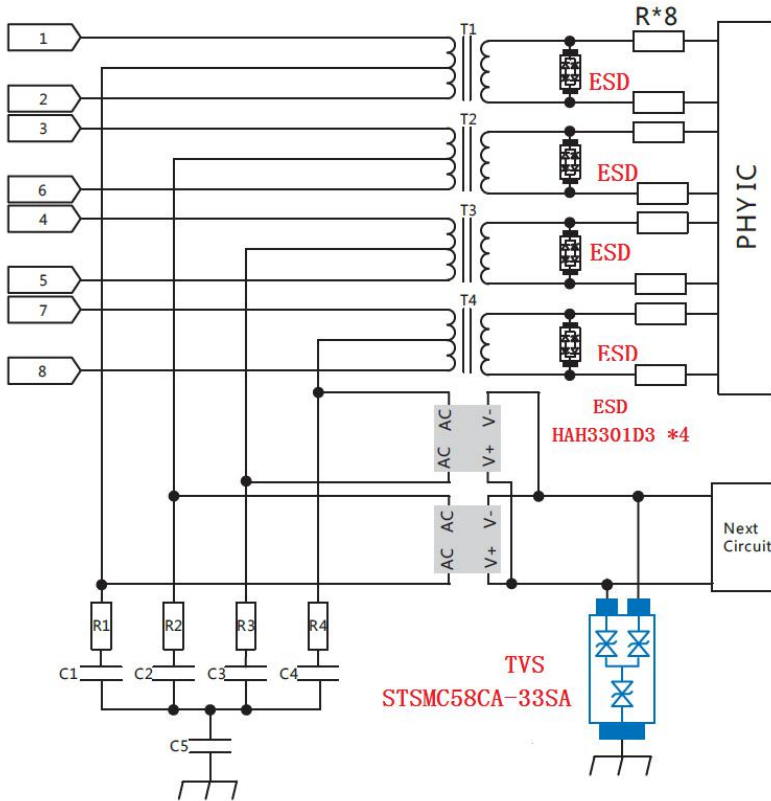 R*8
1
T1
ESD
2
3
T2
ESD
6
4
T3
ESD
5
7
T4
ESD
8
PHY IC
ESD
HAH3301D3 *4
AC
V-
AC
V+
AC
V-
AC
V+
Next
Circuit
R1
R2
R3
R4
C1
C2
C3
C4
TVS
STSMC58CA-33SA
C5